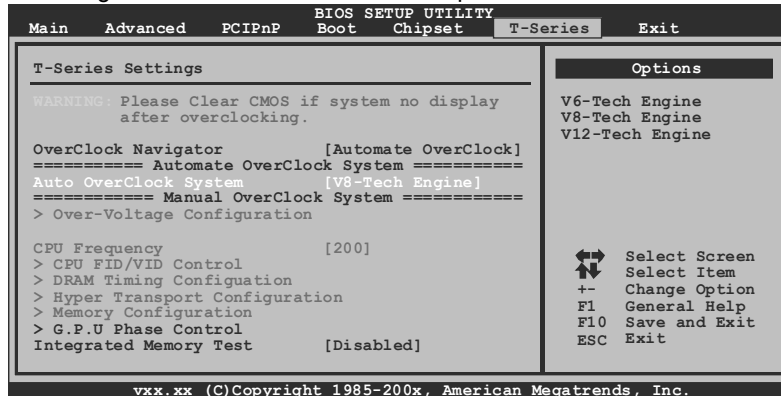 BIOS SETUP UTILITY
Main Advanced PCIPnP Boot Chipset T-Series Exit
T-Series Settings
WARNING: Please Clear CMOS if system no display
after overclocking.
OverClock Navigator [Automate OverClock]
=========== Automate OverClock System ===========
Auto OverClock System [V8-Tech Engine]
============ Manual OverClock System ============
> Over-Voltage Configuration
CPU Frequency [200]
> CPU FID/VID Control
> DRAM Timing Configuation
> Hyper Transport Configuration
> Memory Configuration
> G.P.U Phase Control
Integrated Memory Test [Disabled]
Options
V6-Tech Engine
V8-Tech Engine
V12-Tech Engine
Select Screen
Select Item
+- Change Option
F1 General Help
F10 Save and Exit
ESC Exit
vxx.xx (C)Copyright 1985-200x, American Megatrends, Inc.